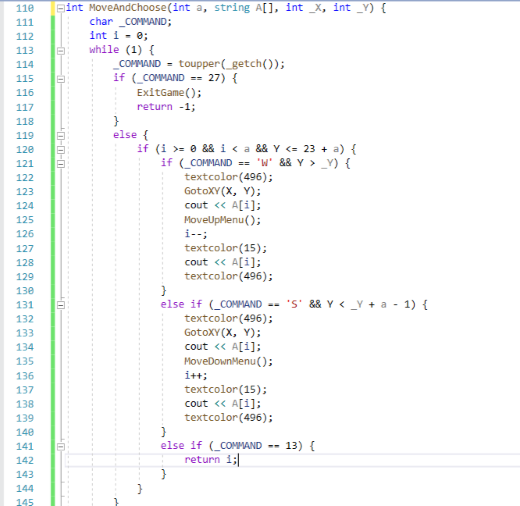 110 int MoveAndChoose(int a, string A[], int _X, int _Y) {
111 char _COMMAND;
112 int i = 0;
113 while (1) {
114 _COMMAND = toupper(_getch());
115 if (_COMMAND == 27) {
116 ExitGame();
117 return -1;
118 }
119 else {
120 if (i >= 0 && i < a && Y <= 23 + a) {
121 if (_COMMAND == 'W' && Y > _Y) {
122 textcolor(496);
123 GotoXY(X, Y);
124 cout << A[i];
125 MoveUpMenu();
126 i--;
127 textcolor(15);
128 cout << A[i];
129 textcolor(496);
130 }
131 else if (_COMMAND == 'S' && Y < _Y + a - 1) {
132 textcolor(496);
133 GotoXY(X, Y);
134 cout << A[i];
135 MoveDownMenu();
136 i++;
137 textcolor(15);
138 cout << A[i];
139 textcolor(496);
140 }
141 else if (_COMMAND == 13) {
142 return i;
143 }
144 }
145 }